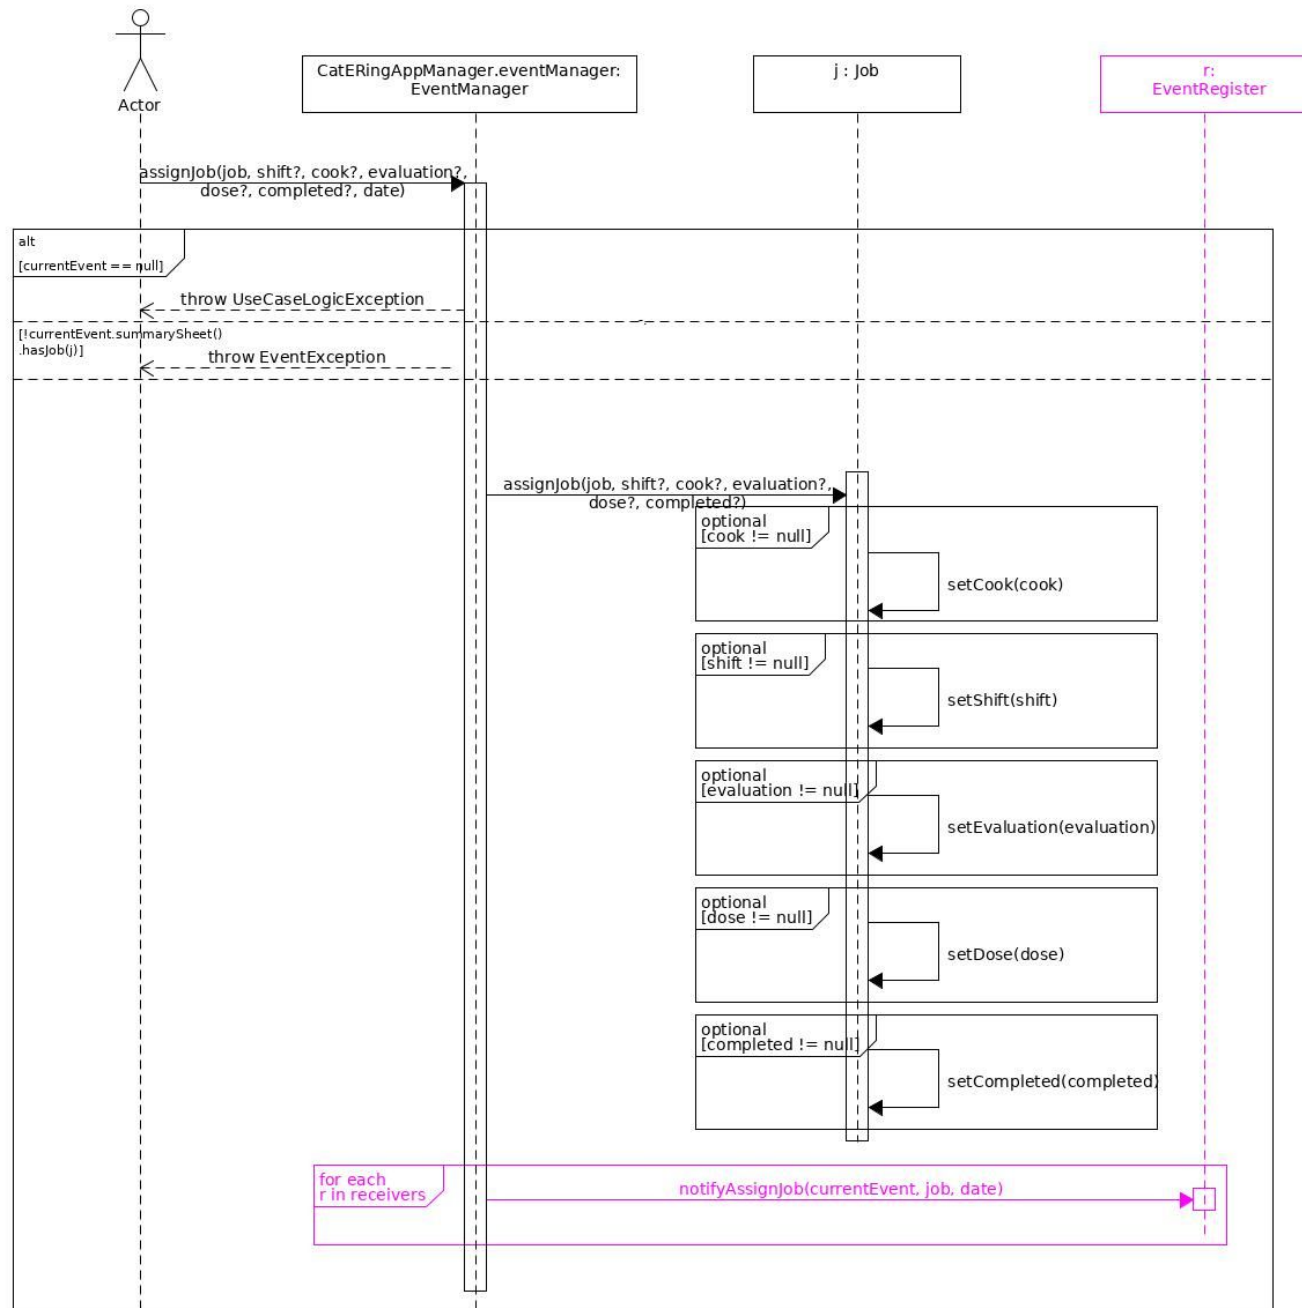 Actor
CatERingAppManager.eventManager:
EventManager
j : Job
r:
EventRegister
assignJob(job, shift?, cook?, evaluation?,
dose?, completed?, date)
alt
[currentEvent == null]
throw UseCaseLogicException
[!currentEvent.summarySheet()
.hasJob(j)]
throw EventException
assignJob(job, shift?, cook?, evaluation?,
dose?, completed?)
optional
[cook != null]
setCook(cook)
optional
[shift != null]
setShift(shift)
optional
[evaluation != null]
setEvaluation(evaluation)
optional
[dose != null]
setDose(dose)
optional
[completed != null]
setCompleted(completed)
for each
r in receivers
notifyAssignJob(currentEvent, job, date)